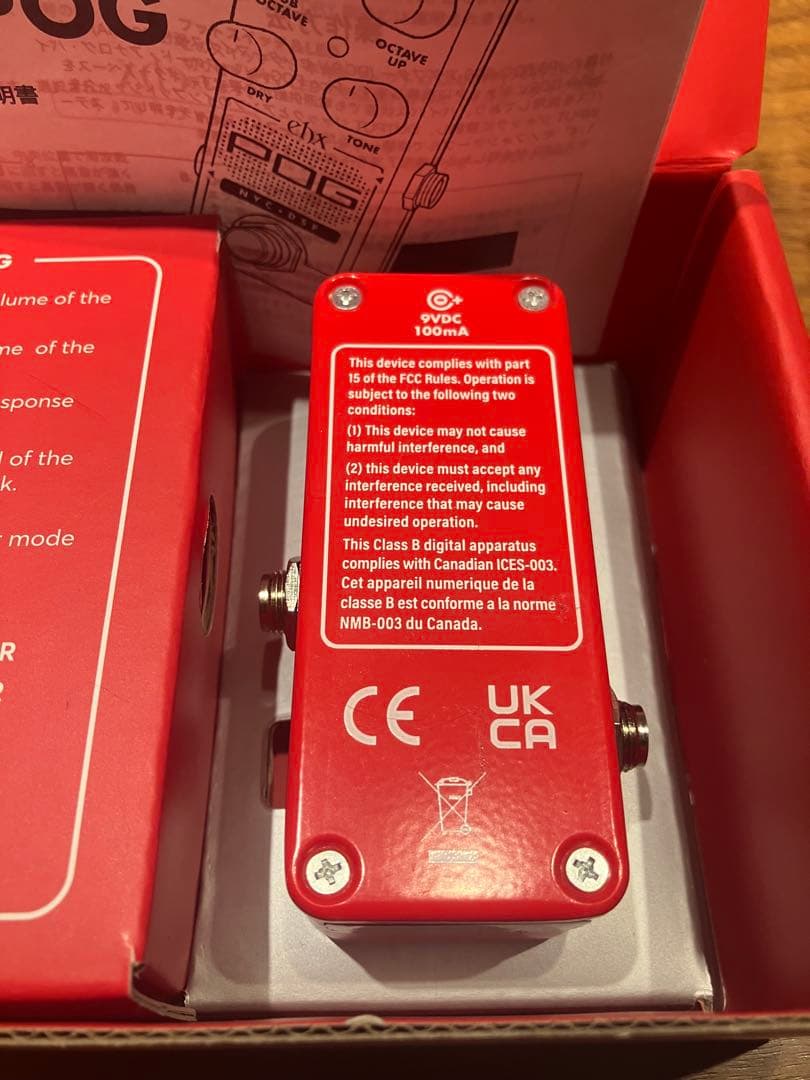 POG
明書
OCTAVE
OCTAVE
UP
DRY
TONE
ehx
POG
NYC • DSP
G
lume of the
me of the
sponse
l of the
k.
mode
R
9VDC
100mA
This device complies with part
15 of the FCC Rules. Operation is
subject to the following two
conditions:
(1) This device may not cause
harmful interference, and
(2) this device must accept any
interference received, including
interference that may cause
undesired operation.
This Class B digital apparatus
complies with Canadian ICES-003.
Cet appareil numerique de la
classe B est conforme a la norme
NMB-003 du Canada.
CE
UK
CA